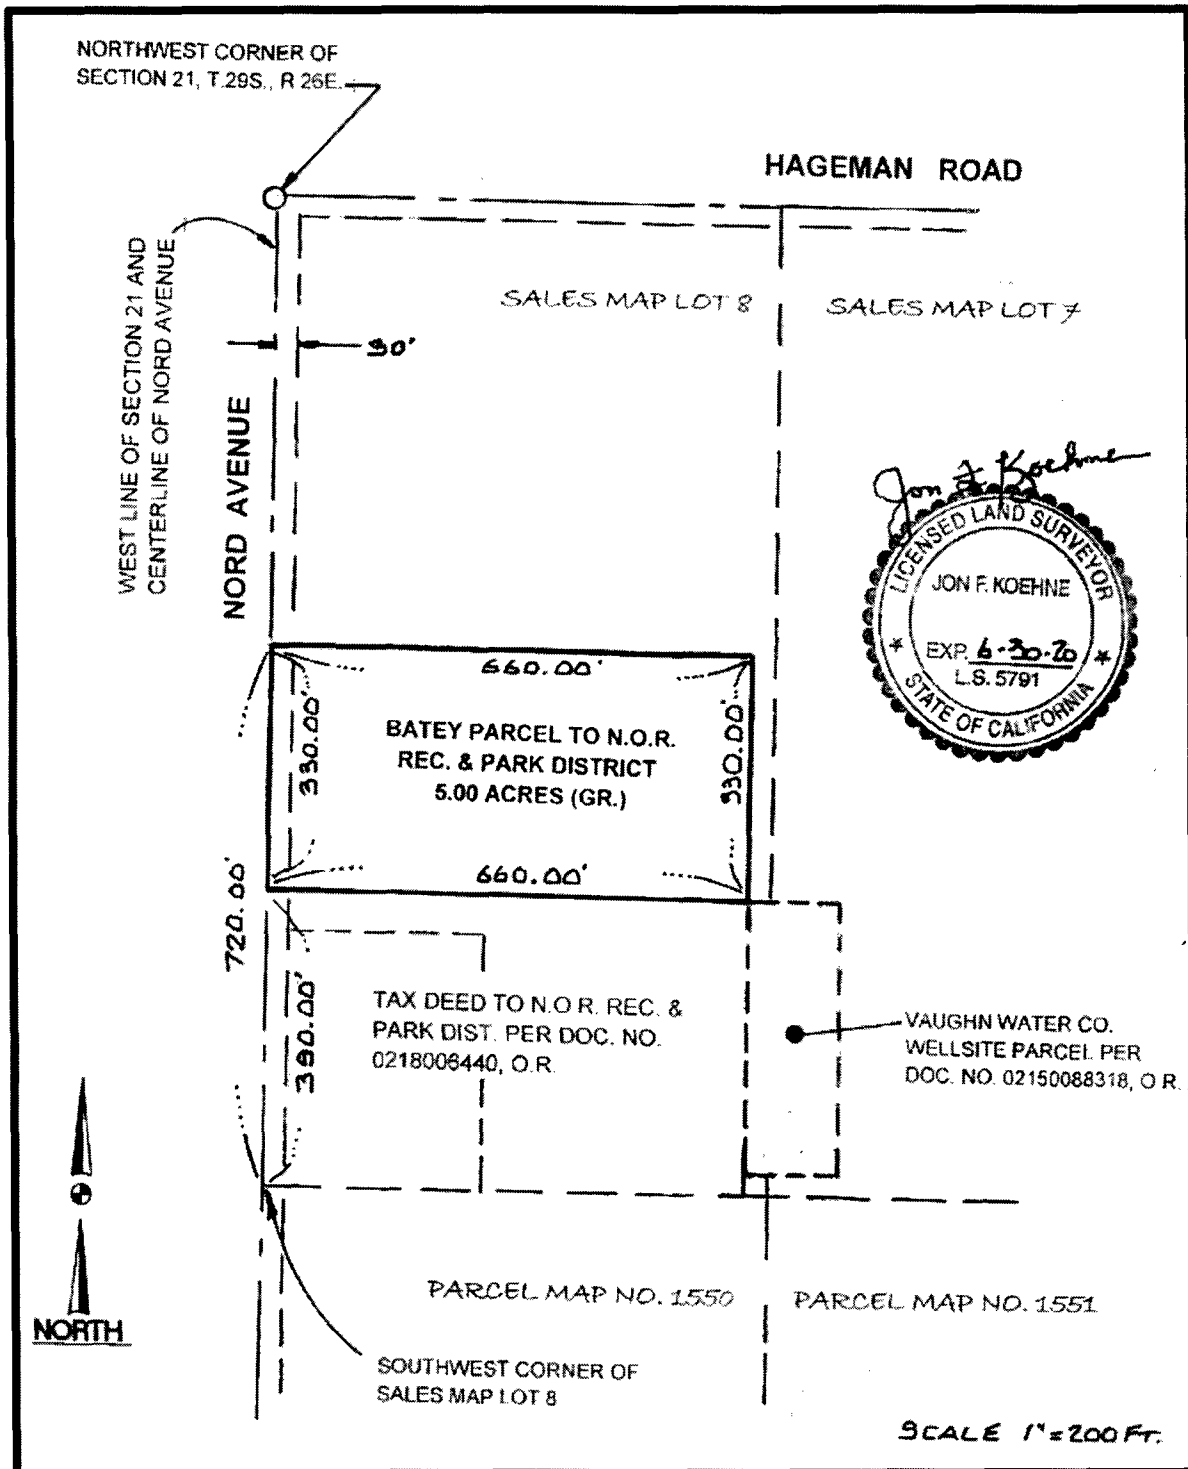 NORTHWEST CORNER OF
SECTION 21, T.29S., R 26E.
HAGEMAN ROAD
WEST LINE OF SECTION 21 AND
CENTERLINE OF NORD AVENUE
SALES MAP LOT 8
SALES MAP LOT 7
30'
NORD AVENUE
Jon F Koehne
LICENSED LAND SURVEYOR
JON F. KOEHNE
EXP. 6-30-20
L.S. 5791
STATE OF CALIFORNIA
660.00'
330.00'
BATEY PARCEL TO N.O.R.
REC. & PARK DISTRICT
5.00 ACRES (GR.)
330.00'
660.00'
720.00'
390.00'
TAX DEED TO N.O R. REC. &
PARK DIST. PER DOC. NO.
0218006440, O.R.
VAUGHN WATER CO.
WELLSITE PARCEL PER
DOC. NO. 02150088318, O R.
NORTH
PARCEL MAP NO. 1550
PARCEL MAP NO. 1551
SOUTHWEST CORNER OF
SALES MAP LOT 8
SCALE 1"=200 FT.